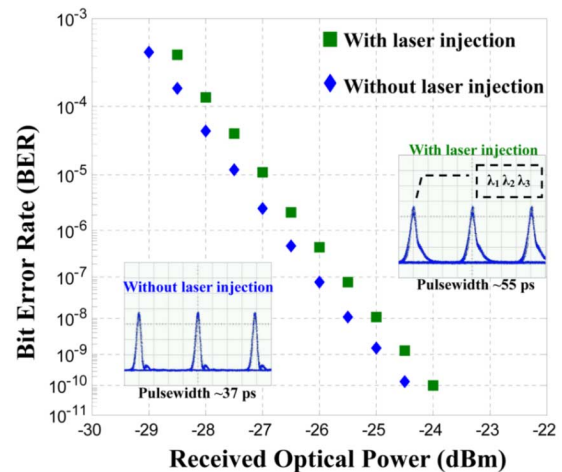 10-3
10-4
10-5
10-6
10-7
10-8
10-9
10-10
10-11
Bit Error Rate (BER)
With laser injection
Without laser injection
With laser injection
λ1 λ2 λ3
Pulsewidth ~55 ps
Without laser injection
Pulsewidth ~37 ps
-30 -29 -28 -27 -26 -25 -24 -23 -22
Received Optical Power (dBm)